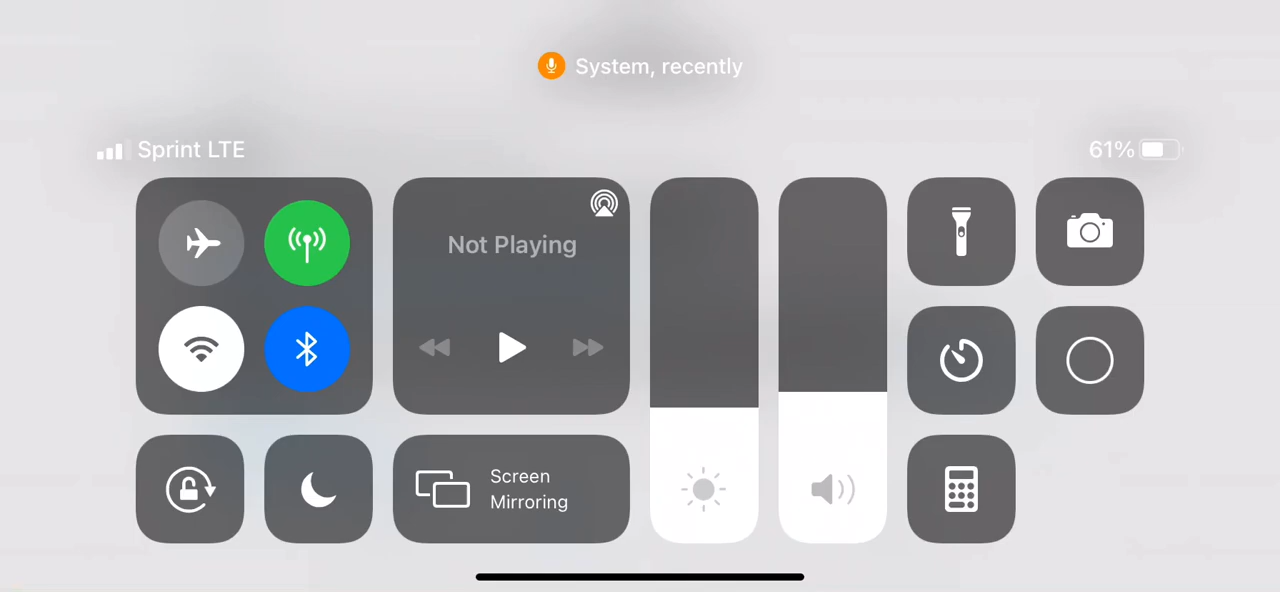 System, recently
Sprint LTE
61%
Not Playing
Screen
Mirroring